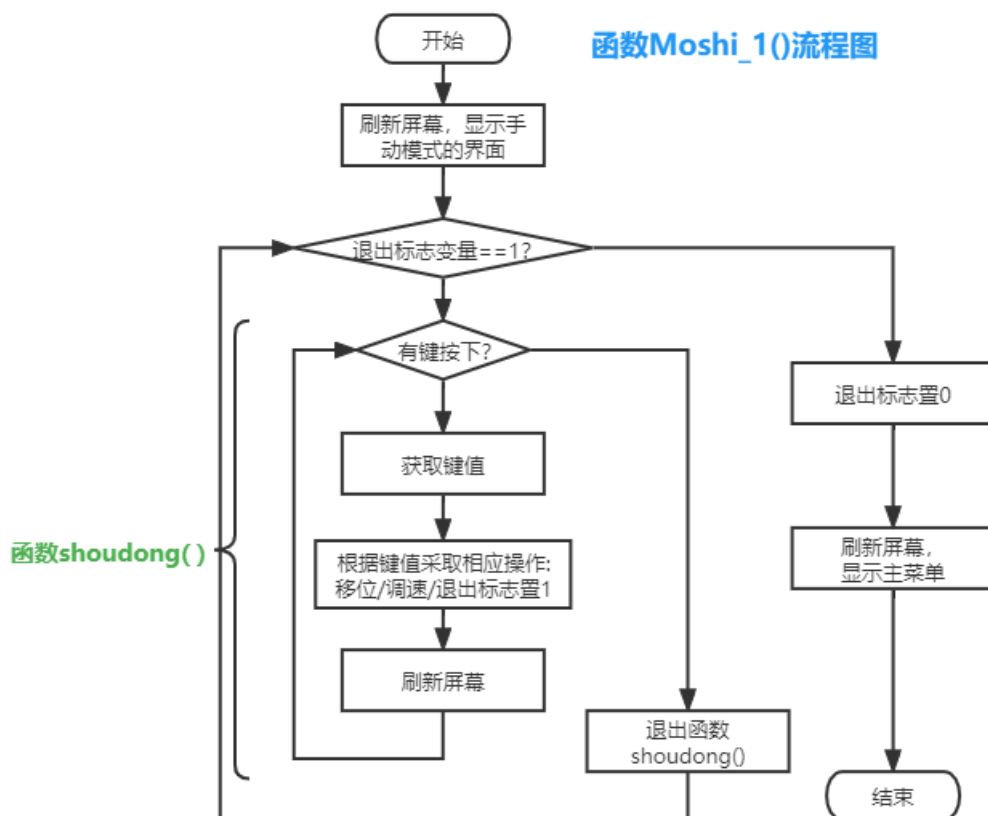 开始
函数Moshi_1()流程图
刷新屏幕，显示手
动模式的界面
退出标志变量==1?
有键按下?
退出标志置0
获取键值
函数shoudong( )
根据键值采取相应操作:
移位/调速/退出标志置1
刷新屏幕，
显示主菜单
刷新屏幕
退出函数
shoudong()
结束